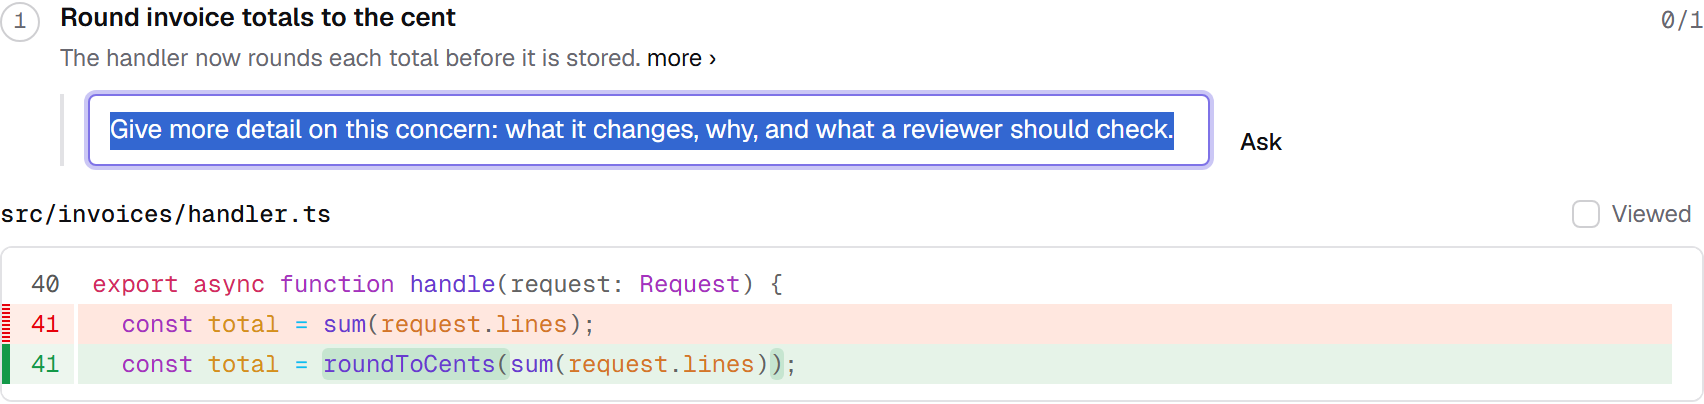 1
Round invoice totals to the cent
0/1
The handler now rounds each total before it is stored. more ›
Give more detail on this concern: what it changes, why, and what a reviewer should check.
Ask
src/invoices/handler.ts
Viewed
40 export async function handle(request: Request) {
41 const total = sum(request.lines);
41 const total = roundToCents(sum(request.lines));